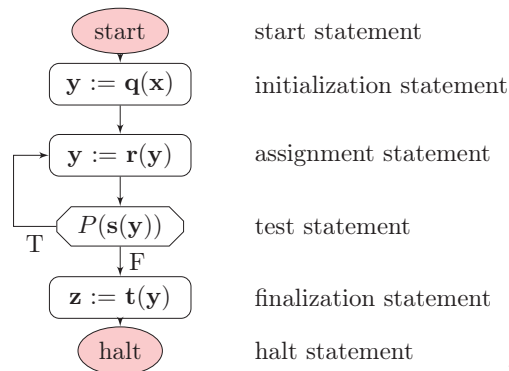 start start statement
y := q(x) initialization statement
y := r(y) assignment statement
P(s(y)) test statement
T
F
z := t(y) finalization statement
halt halt statement